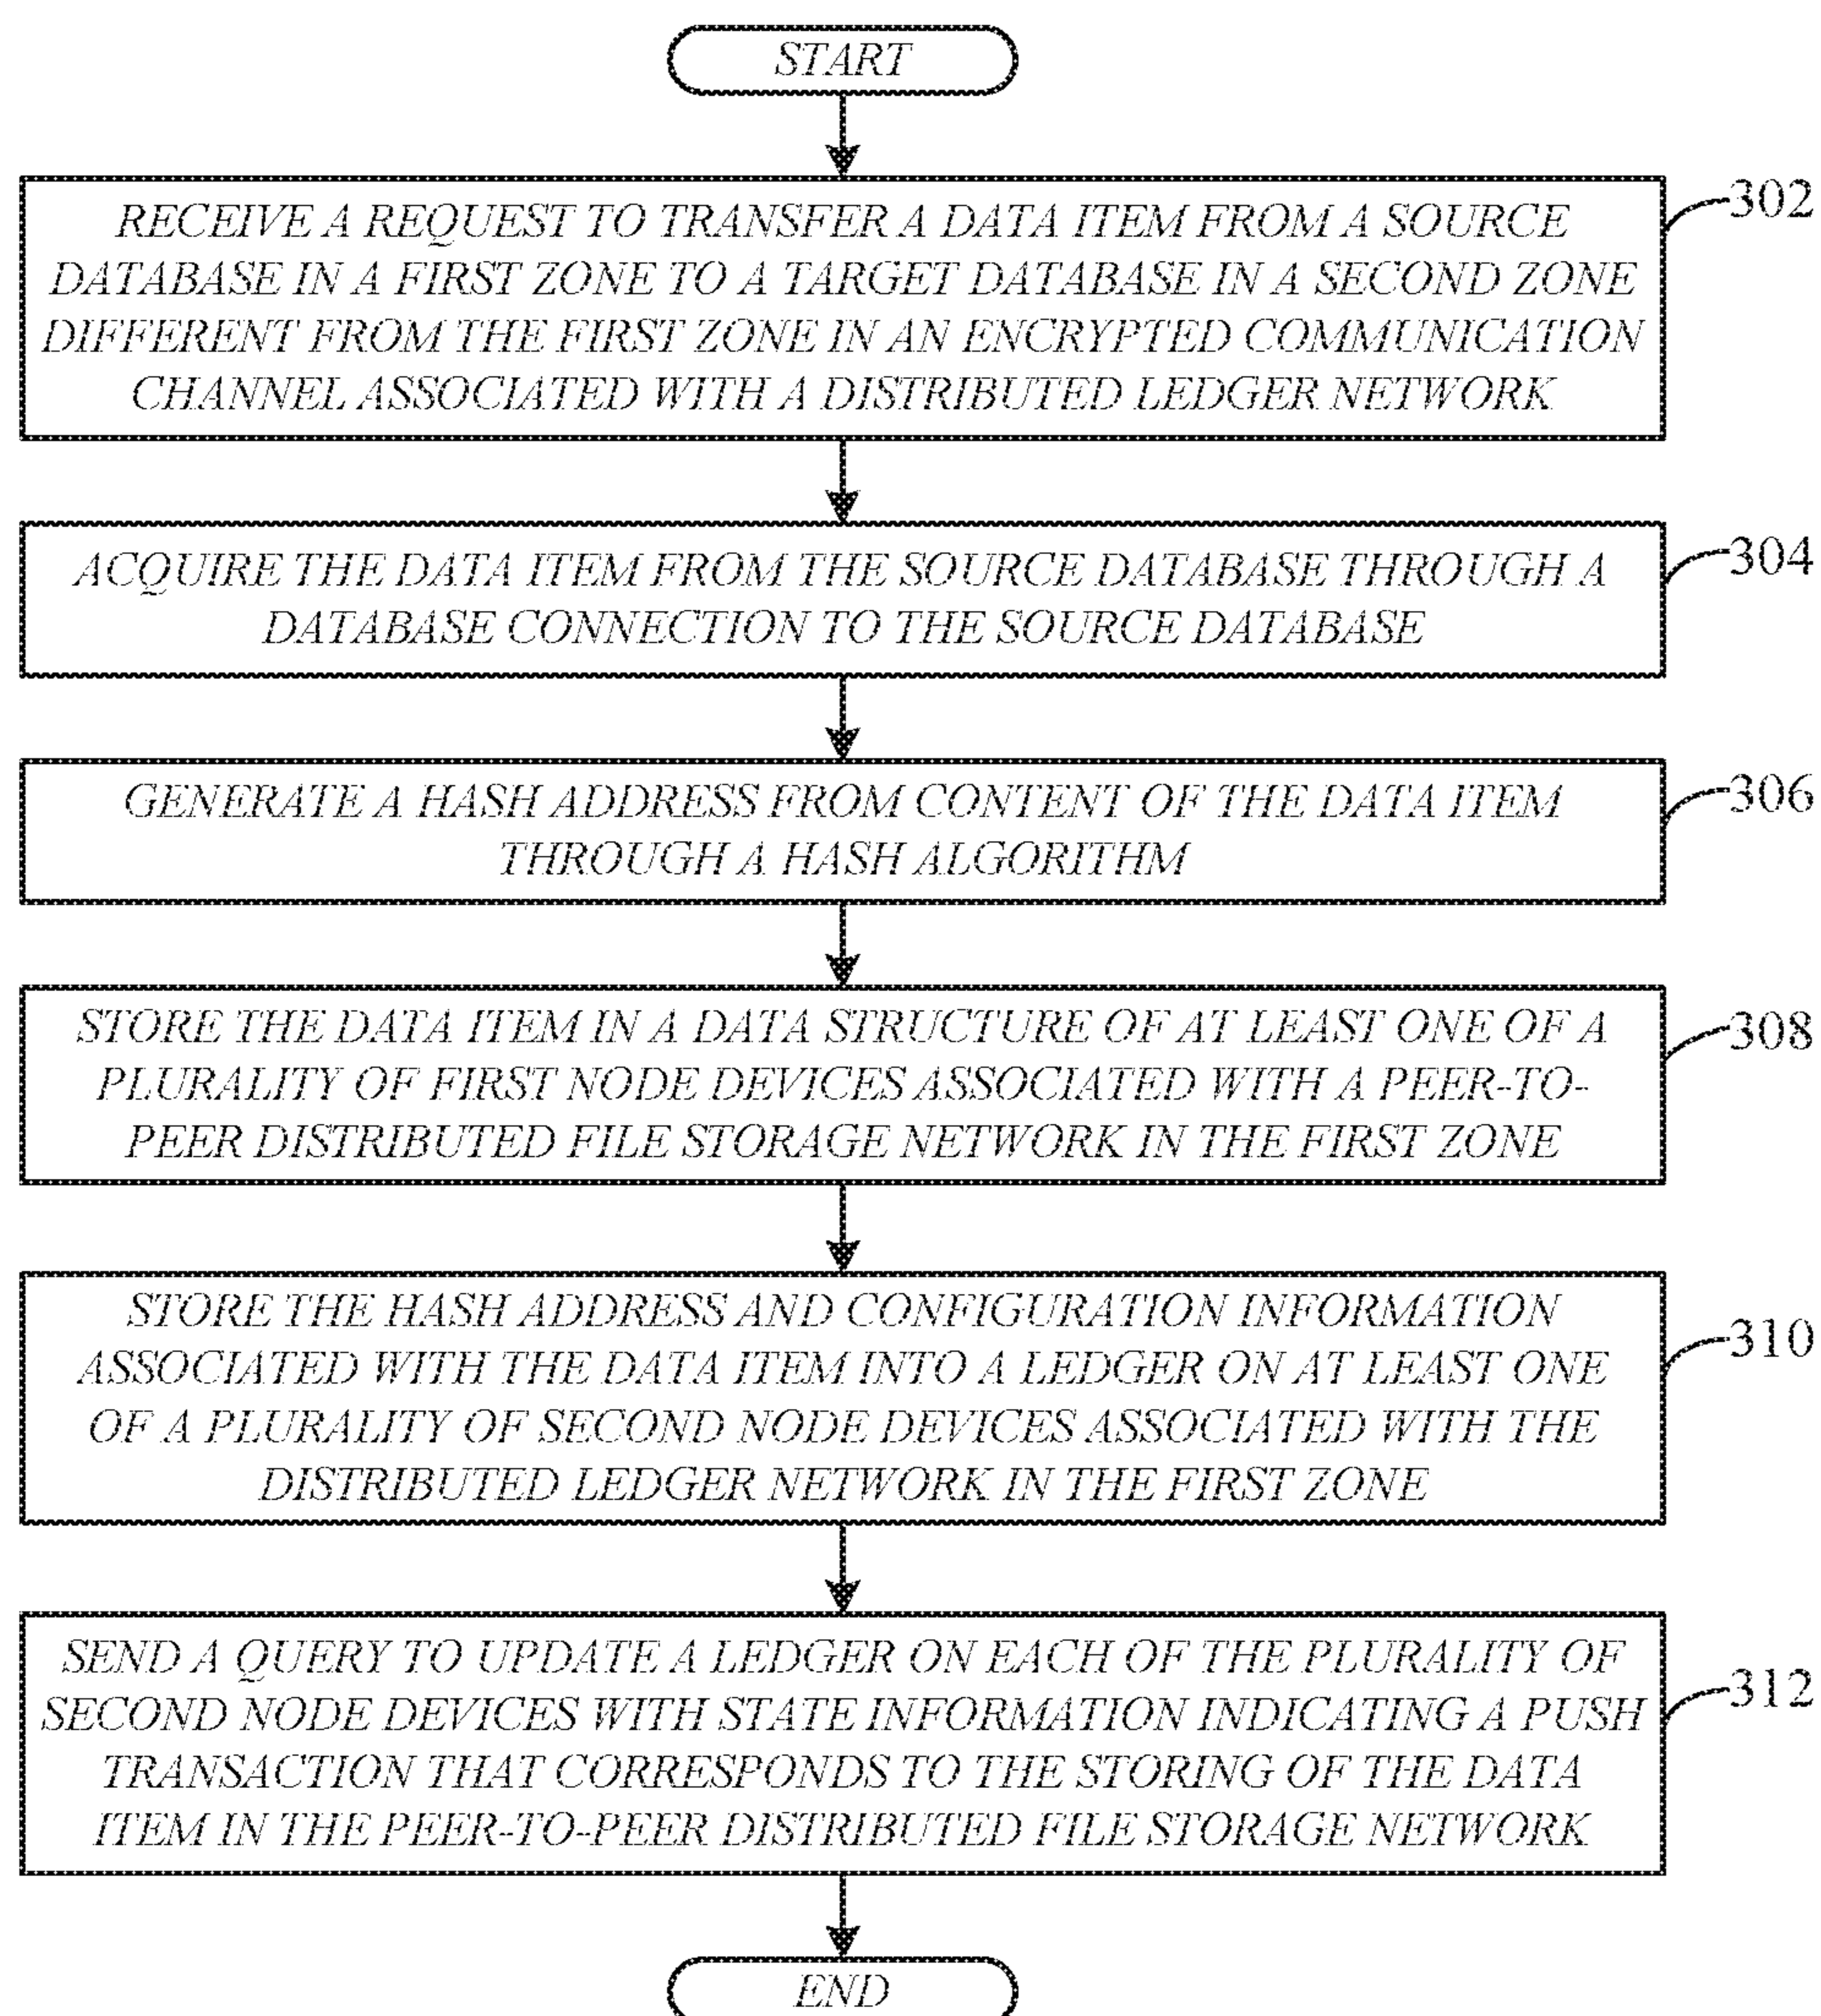 START
RECEIVE A REQUEST TO TRANSFER A DATA ITEM FROM A SOURCE
DATABASE IN A FIRST ZONE TO A TARGET DATABASE IN A SECOND ZONE
DIFFERENT FROM THE FIRST ZONE IN AN ENCRYPTED COMMUNICATION
CHANNEL ASSOCIATED WITH A DISTRIBUTED LEDGER NETWORK
302
ACQUIRE THE DATA ITEM FROM THE SOURCE DATABASE THROUGH A
DATABASE CONNECTION TO THE SOURCE DATABASE
304
GENERATE A HASH ADDRESS FROM CONTENT OF THE DATA ITEM
THROUGH A HASH ALGORITHM
306
STORE THE DATA ITEM IN A DATA STRUCTURE OF AT LEAST ONE OF A
PLURALITY OF FIRST NODE DEVICES ASSOCIATED WITH A PEER-TO-
PEER DISTRIBUTED FILE STORAGE NETWORK IN THE FIRST ZONE
308
STORE THE HASH ADDRESS AND CONFIGURATION INFORMATION
ASSOCIATED WITH THE DATA ITEM INTO A LEDGER ON AT LEAST ONE
OF A PLURALITY OF SECOND NODE DEVICES ASSOCIATED WITH THE
DISTRIBUTED LEDGER NETWORK IN THE FIRST ZONE
310
SEND A QUERY TO UPDATE A LEDGER ON EACH OF THE PLURALITY OF
SECOND NODE DEVICES WITH STATE INFORMATION INDICATING A PUSH
TRANSACTION THAT CORRESPONDS TO THE STORING OF THE DATA
ITEM IN THE PEER-TO-PEER DISTRIBUTED FILE STORAGE NETWORK
312
END